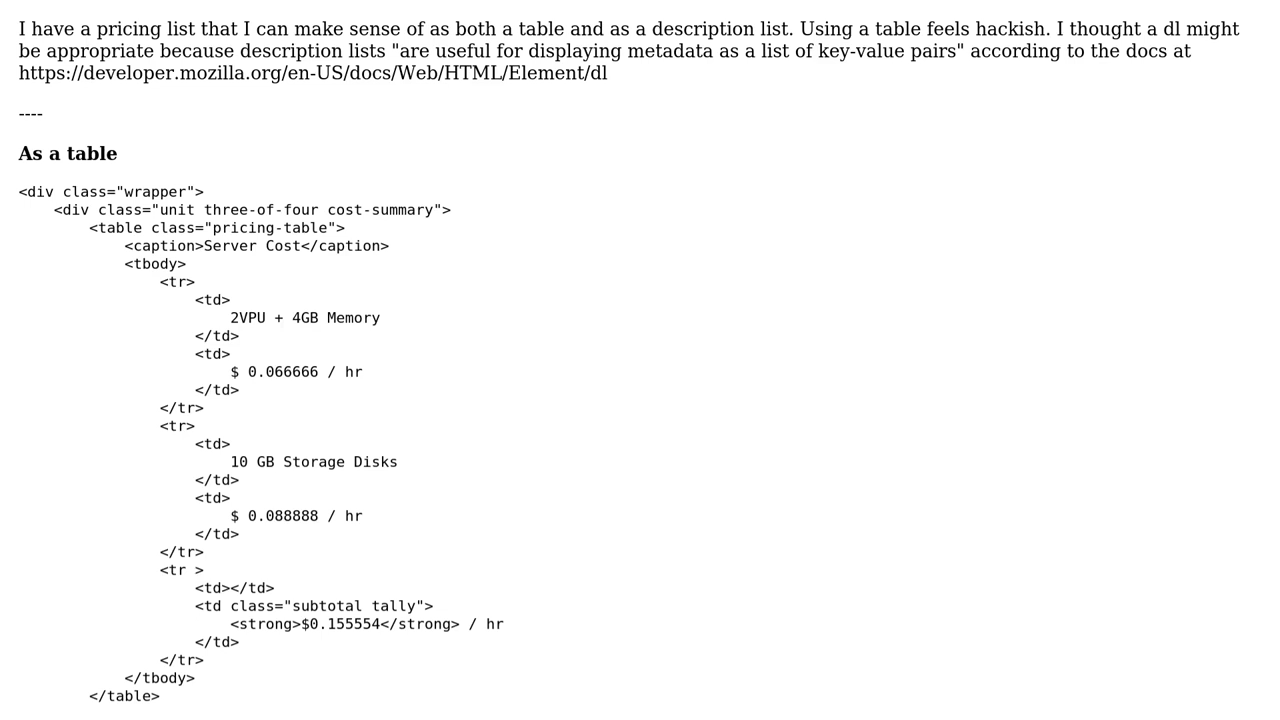 I have a pricing list that I can make sense of as both a table and as a description list. Using a table feels hackish. I thought a dl might
be appropriate because description lists "are useful for displaying metadata as a list of key-value pairs" according to the docs at
https://developer.mozilla.org/en-US/docs/Web/HTML/Element/dl
----
As a table
<div class="wrapper">
    <div class="unit three-of-four cost-summary">
        <table class="pricing-table">
            <caption>Server Cost</caption>
            <tbody>
                <tr>
                    <td>
                        2VPU + 4GB Memory
                    </td>
                    <td>
                        $ 0.066666 / hr
                    </td>
                </tr>
                <tr>
                    <td>
                        10 GB Storage Disks
                    </td>
                    <td>
                        $ 0.088888 / hr
                    </td>
                </tr>
                <tr >
                    <td></td>
                    <td class="subtotal tally">
                        <strong>$0.155554</strong> / hr
                    </td>
                </tr>
            </tbody>
        </table>